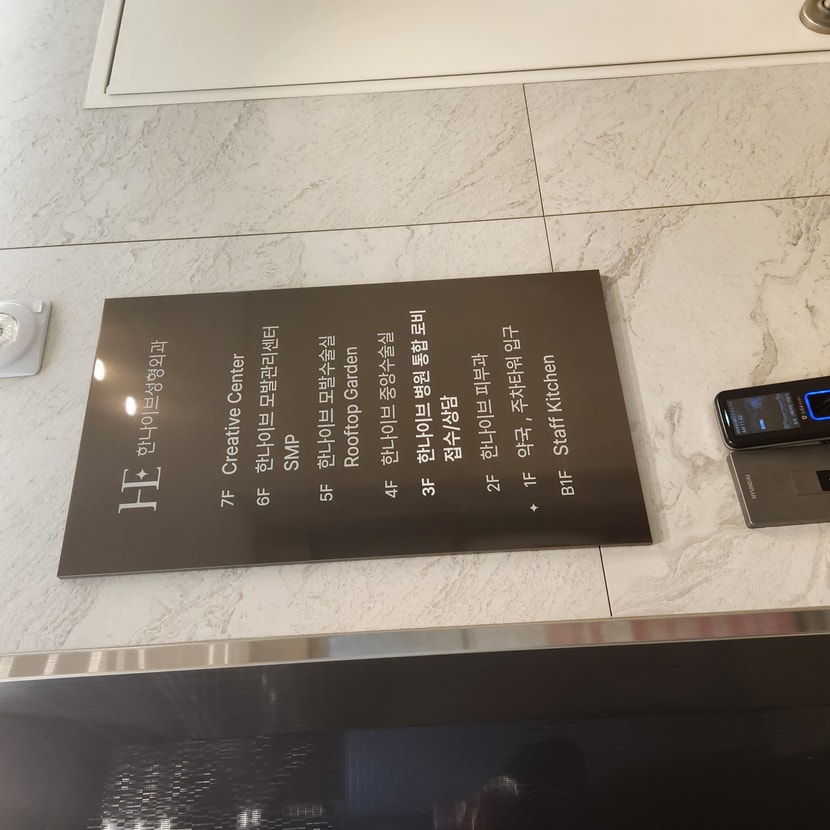 HE 한나이브성형외과
7F Creative Center
6F 한나이브 모발관리센터
SMP
5F 한나이브 모발수술실
Rooftop Garden
4F 한나이브 중앙수술실
3F 한나이브 병원 통합 로비
접수/상담
2F 한나이브 피부과
✦ 1F 약국, 주차타워 입구
B1F Staff Kitchen
HYUNDAI